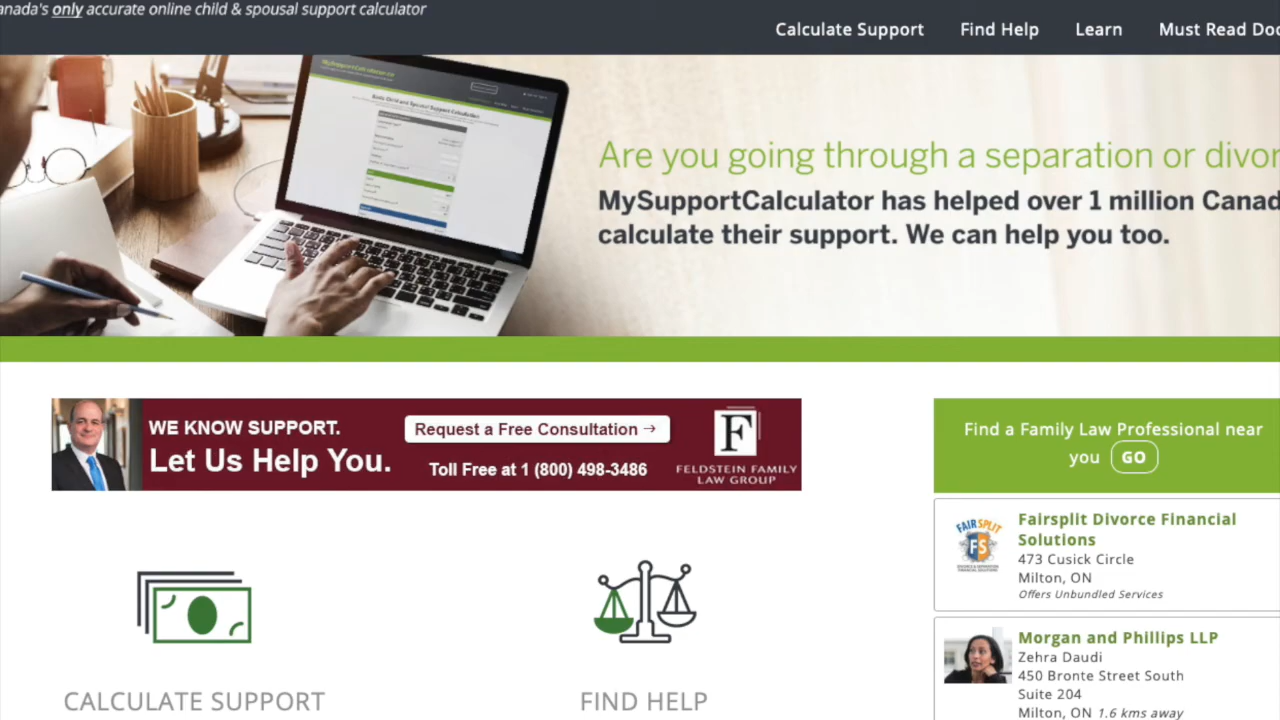 anada's only accurate online child & spousal support calculator
Calculate Support Find Help Learn Must Read Doc
Are you going through a separation or divor
MySupportCalculator has helped over 1 million Canad
calculate their support. We can help you too.
WE KNOW SUPPORT.
Let Us Help You.
Request a Free Consultation →
Toll Free at 1 (800) 498-3486
F
FELDSTEIN FAMILY
LAW GROUP
Find a Family Law Professional near
you GO
FAIR SPLIT
FS
Fairsplit Divorce Financial
Solutions
473 Cusick Circle
Milton, ON
Offers Unbundled Services
Morgan and Phillips LLP
Zehra Daudi
450 Bronte Street South
Suite 204
Milton, ON 1.6 kms away
CALCULATE SUPPORT
FIND HELP